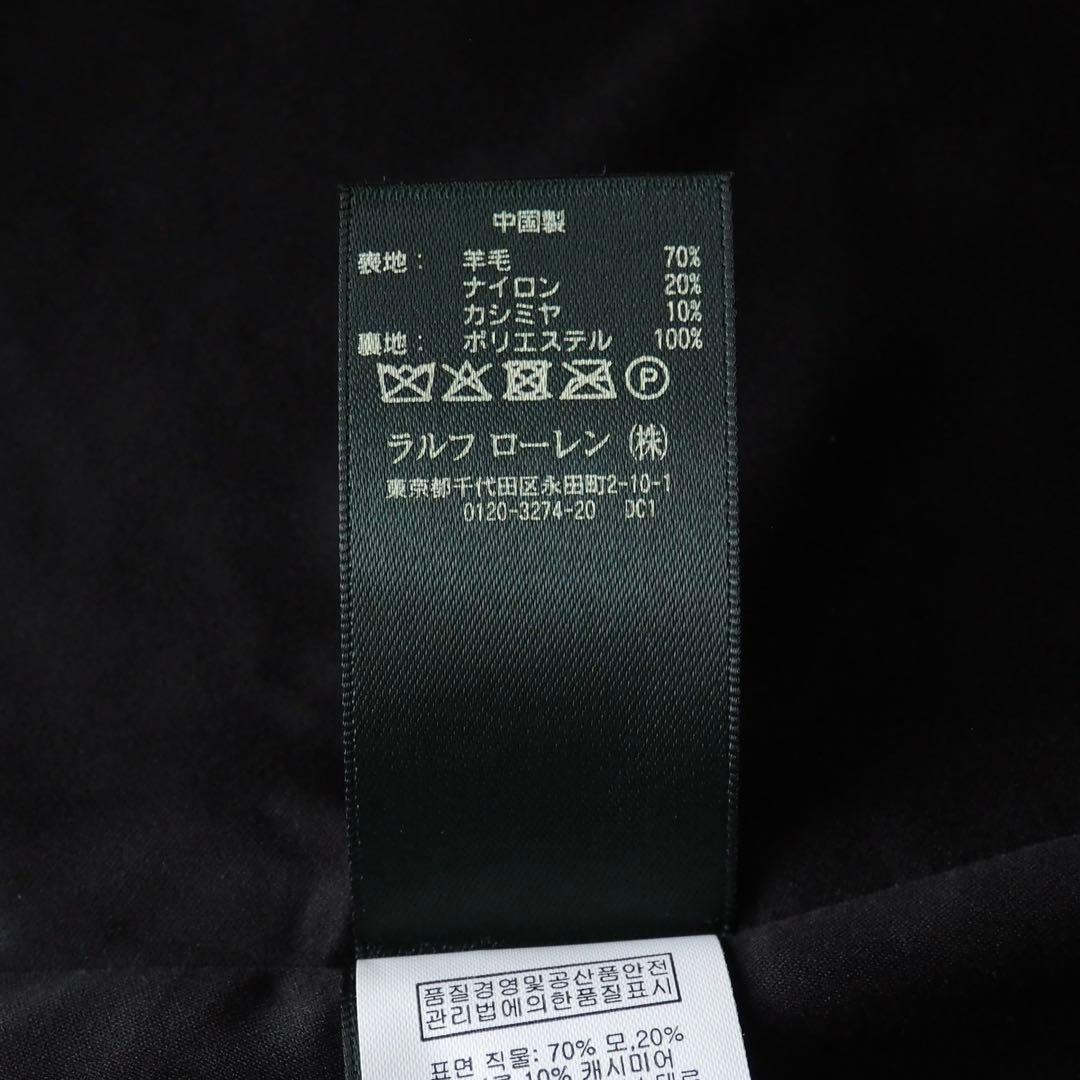 中国製
表地： 羊毛 70%
ナイロン 20%
カシミヤ 10%
裏地： ポリエステル 100%
P
ラルフ ローレン (株)
東京都千代田区永田町2-10-1
0120-3274-20 DC1
품질경영및공산품안전
관리법에의한품질표시
표면 직물: 70% 모,20%
10% 캐시미어